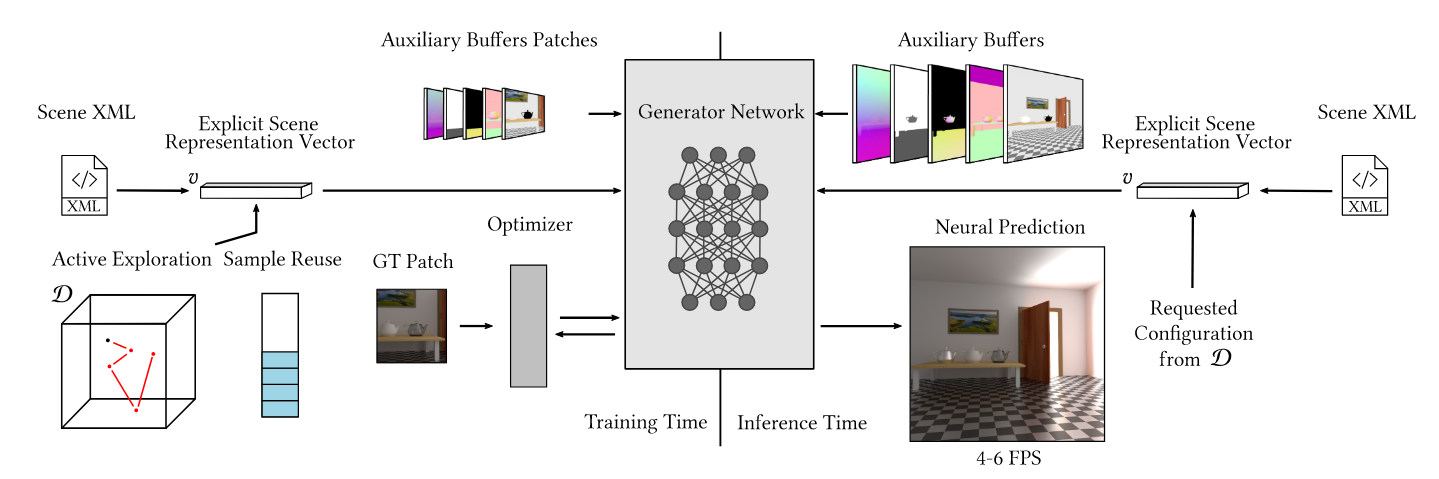 Auxiliary Buffers Patches
Auxiliary Buffers
Scene XML
Explicit Scene
Representation Vector
Generator Network
Explicit Scene
Representation Vector
Scene XML
</>
XML
v
v
</>
XML
Optimizer
Active Exploration
Sample Reuse
GT Patch
𝒟
Neural Prediction
Requested
Configuration
from 𝒟
Training Time
Inference Time
4-6 FPS